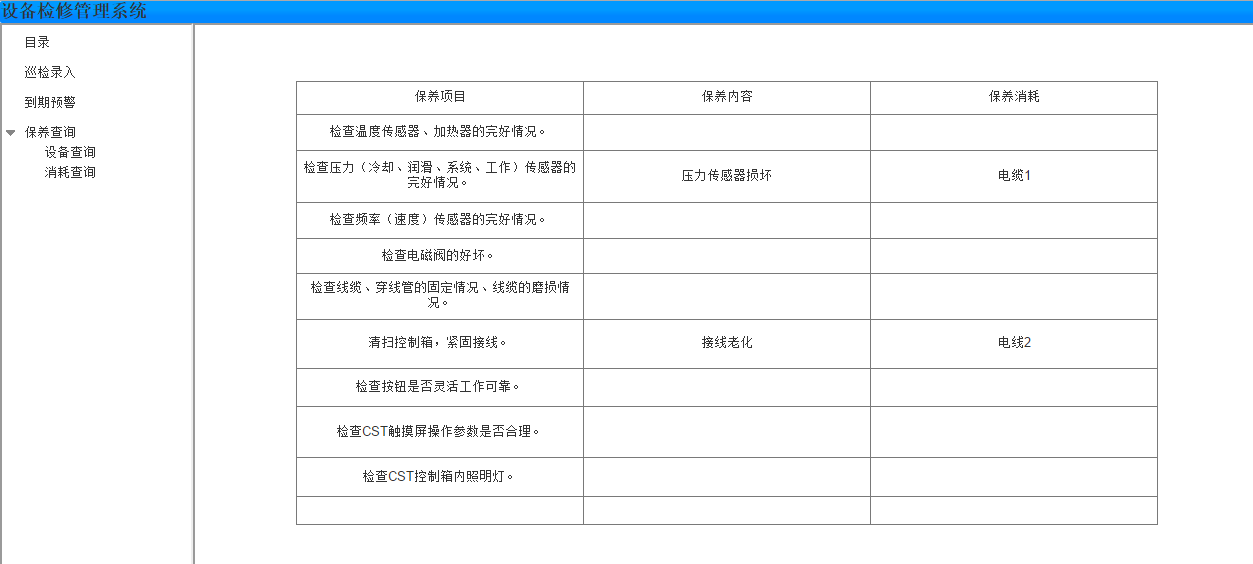 设备检修管理系统
目录
巡检录入
到期预警
保养查询
设备查询
消耗查询
保养项目 保养内容 保养消耗
检查温度传感器、加热器的完好情况。
检查压力（冷却、润滑、系统、工作）传感器的
完好情况。 压力传感器损坏 电缆1
检查频率（速度）传感器的完好情况。
检查电磁阀的好坏。
检查线缆、穿线管的固定情况、线缆的磨损情
况。
清扫控制箱，紧固接线。 接线老化 电线2
检查按钮是否灵活工作可靠。
检查CST触摸屏操作参数是否合理。
检查CST控制箱内照明灯。